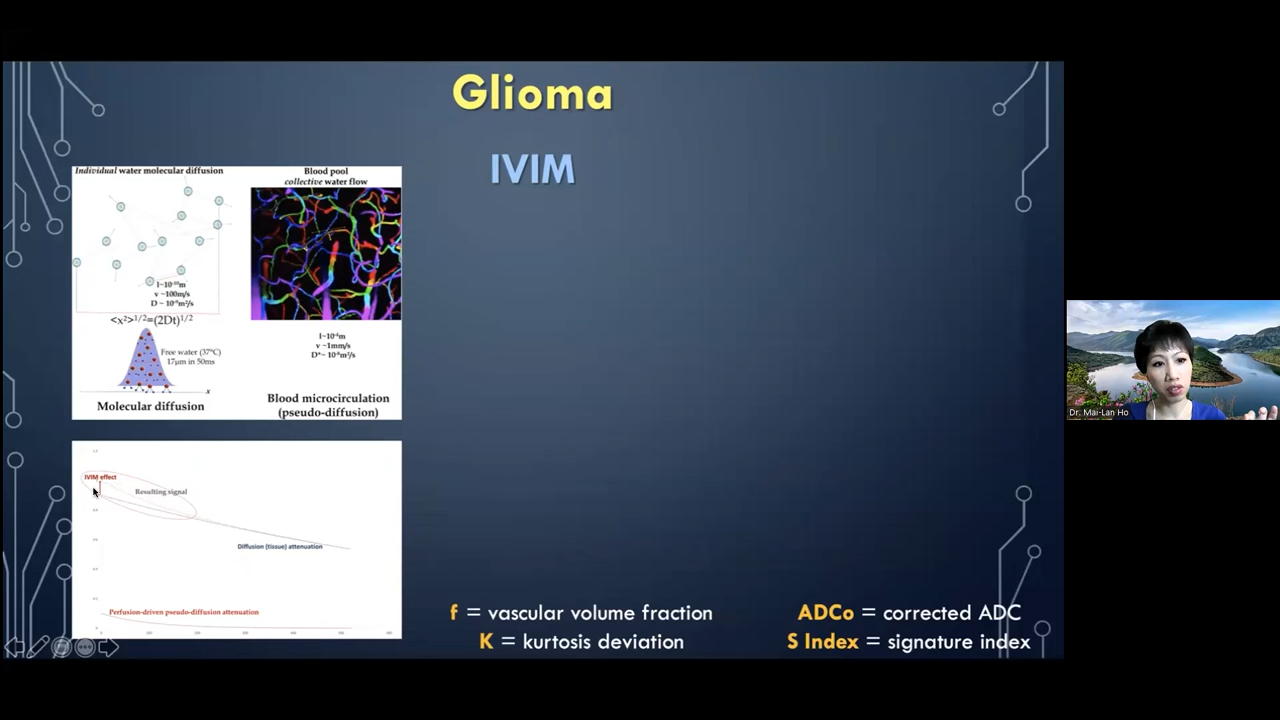 Glioma
IVIM
Individual water molecular diffusion
Blood pool
collective water flow
l~10⁻¹⁰m
v ~100m/s
D ~ 10⁻⁹m²/s
<x²>¹/²=(2Dt)¹/²
Free water (37°C)
17µm in 50ms
x
Molecular diffusion
l~10⁻⁴m
v ~1mm/s
D*~ 10⁻⁸m²/s
Blood microcirculation
(pseudo-diffusion)
IVIM effect
Resulting signal
Diffusion (tissue) attenuation
Perfusion-driven pseudo-diffusion attenuation
f = vascular volume fraction
ADCo = corrected ADC
K = kurtosis deviation
S Index = signature index
Dr. Mai-Lan Ho